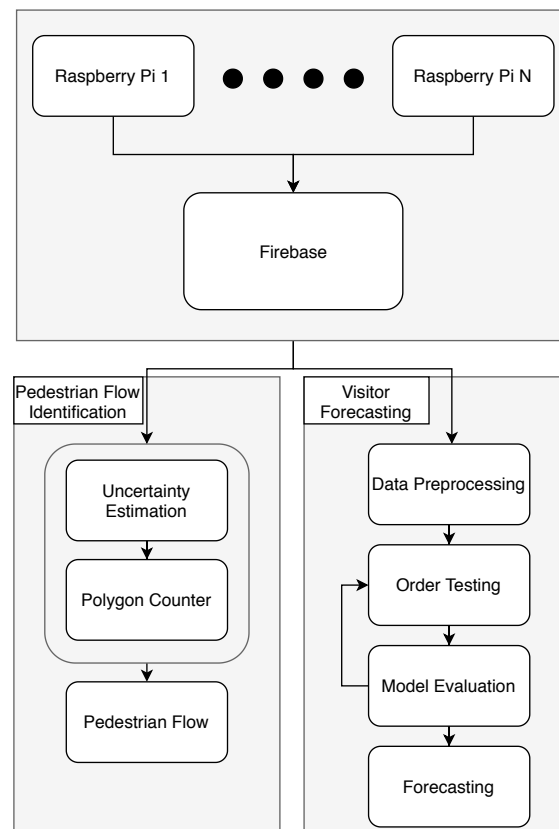 Raspberry Pi 1
Raspberry Pi N
Firebase
Pedestrian Flow
Identification
Uncertainty
Estimation
Polygon Counter
Pedestrian Flow
Visitor
Forecasting
Data Preprocessing
Order Testing
Model Evaluation
Forecasting